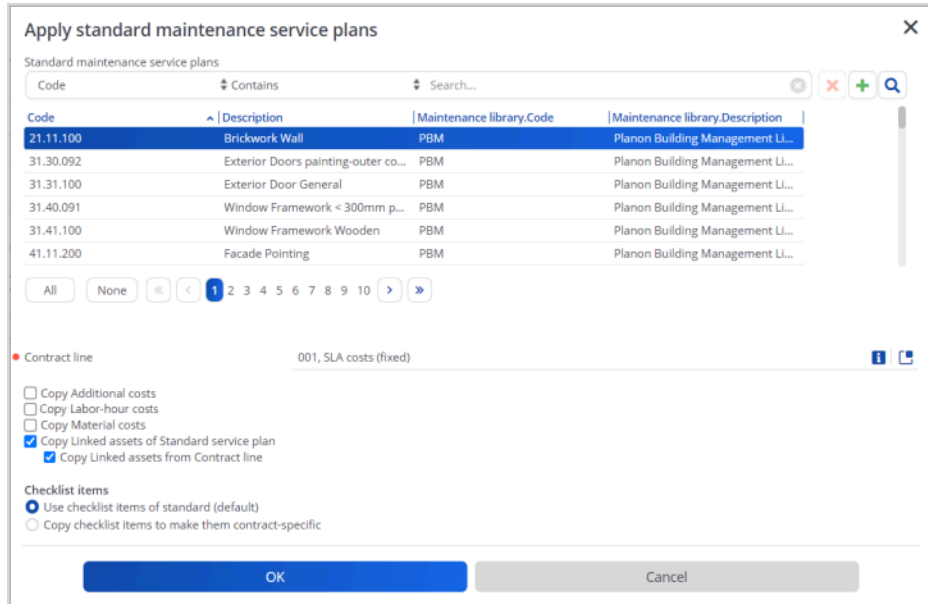 Apply standard maintenance service plans
Standard maintenance service plans
Code Contains Search...
Code Description Maintenance library.Code Maintenance library.Description
21.11.100 Brickwork Wall PBM Planon Building Management Li...
31.30.092 Exterior Doors painting-outer co... PBM Planon Building Management Li...
31.31.100 Exterior Door General PBM Planon Building Management Li...
31.40.091 Window Framework < 300mm p... PBM Planon Building Management Li...
31.41.100 Window Framework Wooden PBM Planon Building Management Li...
41.11.200 Facade Pointing PBM Planon Building Management Li...
All None « ‹ 1 2 3 4 5 6 7 8 9 10 › »
Contract line 001, SLA costs (fixed)
Copy Additional costs
Copy Labor-hour costs
Copy Material costs
Copy Linked assets of Standard service plan
Copy Linked assets from Contract line
Checklist items
Use checklist items of standard (default)
Copy checklist items to make them contract-specific
OK Cancel